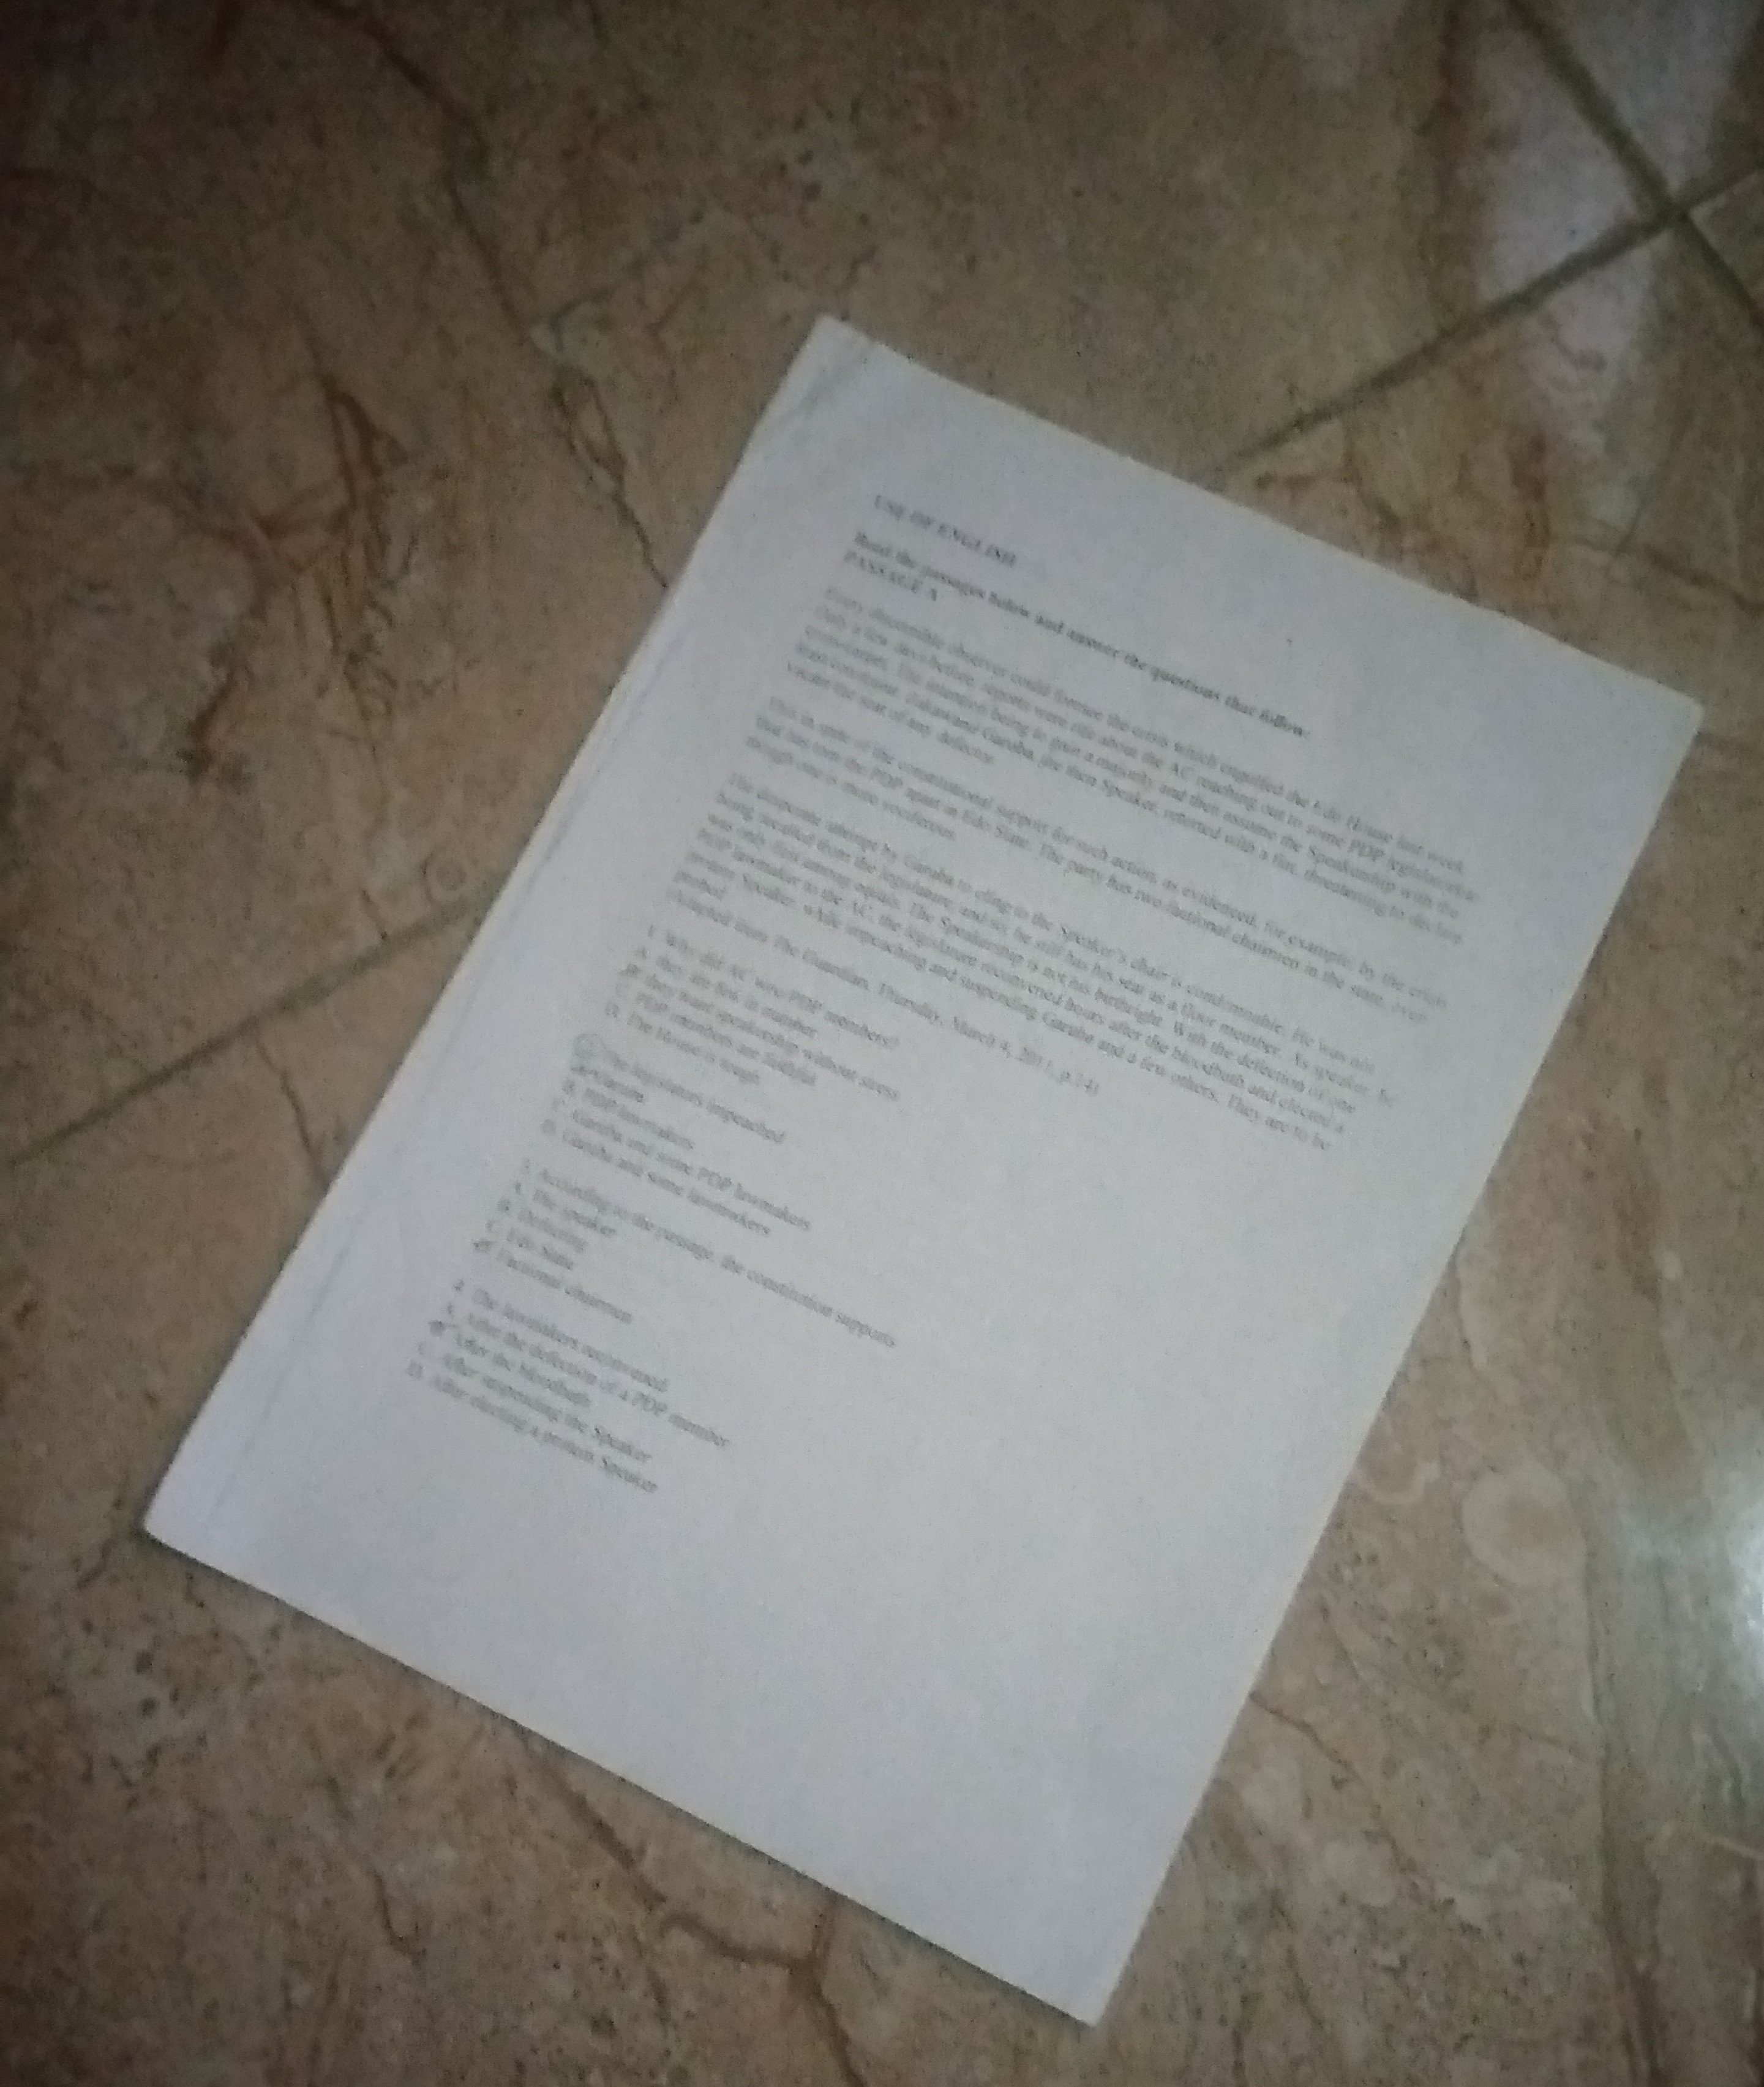 USE OF ENGLISH
Read the passages below and answer the questions that follow.
PASSAGE A
Every discernible observer could foresee the crisis which engulfed the Edo House last week.
Only a few days before, reports were rife about the AC reaching out to some PDP legislators to
The intention being to gain a majority and then assume the Speakership with the
least Zakawanu Garuba, the then Speaker, retorted with a threatening to declare
vacant the seat of any defector.
This in spite of the constitutional support for such action, as evidenced, for example, by the crisis
that has torn the PDP apart in Edo State. The party has two factional chairmen in the state, even
though one is more vociferous.
The desperate attempt by Garuba to cling to the Speaker's chair is condemnable. He was not
being recalled from the legislature and so, he still has his seat as a floor member. As speaker, he
was only first among equals. The Speakership is not his birthright. With the defection of one
PDP lawmaker to the AC, the legislature reconvened hours after the bloodbath and elected a
protem Speaker, while impeaching and suspending Garuba and a few others. They are to be
probed.
(Adapted from The Guardian, Thursday, March 4, 2011, p.14)
1. Why did AC woo PDP members?
A. they are few in number
B. they want speakership without stress
C. PDP members are faithful
D. The House is tough
2. The legislators impeached
A. Garuba
B. PDP lawmakers
C. Garuba and some PDP lawmakers
D. Garuba and some lawmakers
3. According to the passage, the constitution supports
A. The speaker
B. Defecting
C. Edo State
Factional chairmen
4. The lawmakers reconvened
A. After the defection of a PDP member
After the bloodbath
C. After suspending the Speaker
D. After electing a protem Speaker